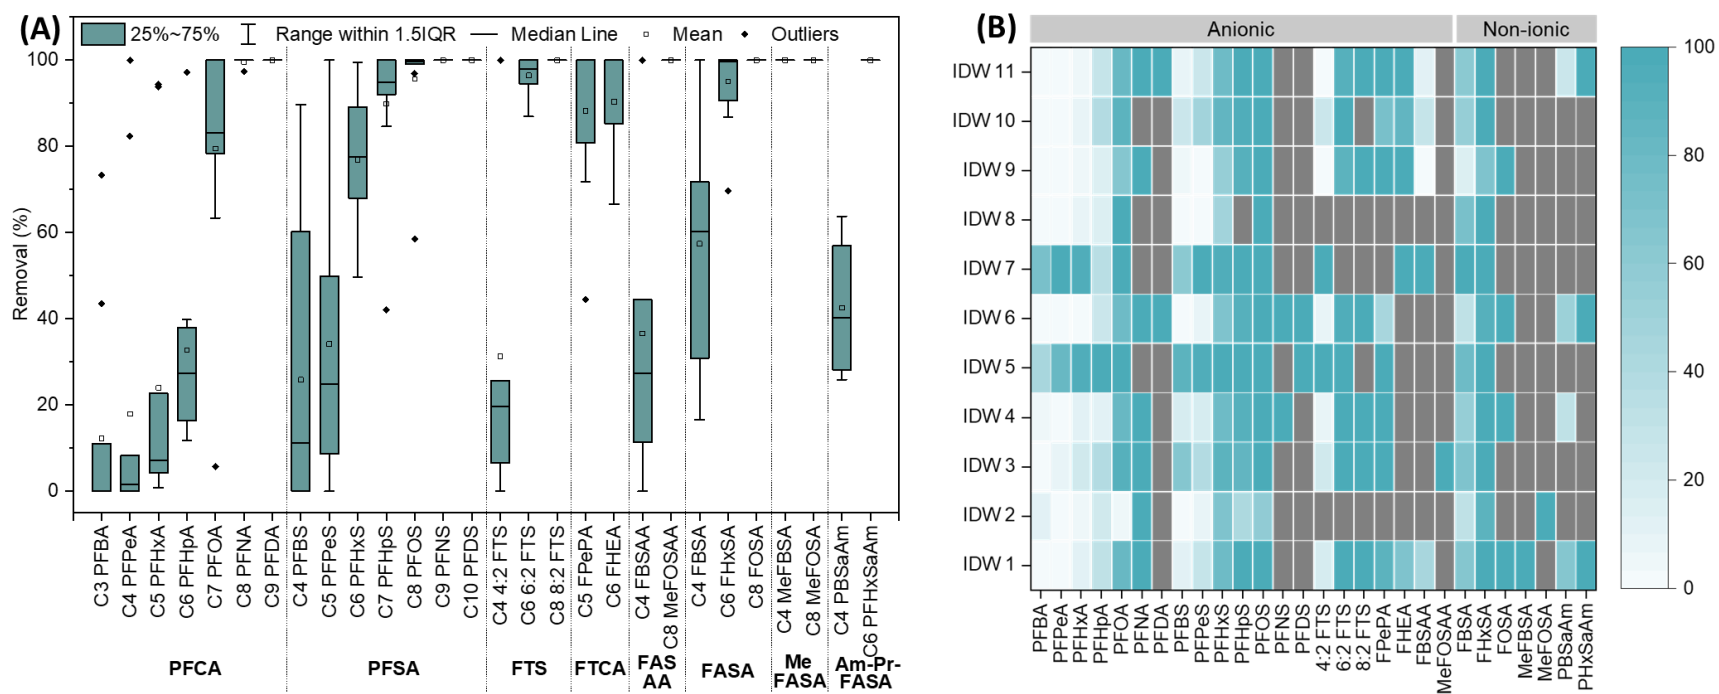 (A)
25%~75%
Range within 1.5IQR
Median Line
Mean
Outliers
Removal (%)
100
80
60
40
20
0
C3 PFBA
C4 PFPeA
C5 PFHxA
C6 PFHpA
C7 PFOA
C8 PFNA
C9 PFDA
C4 PFBS
C5 PFPeS
C6 PFHxS
C7 PFHpS
C8 PFOS
C9 PFNS
C10 PFDS
C4 4:2 FTS
C6 6:2 FTS
C8 8:2 FTS
C5 FPePA
C6 FHEA
C4 FBSAA
C8 MeFOSAA
C4 FBSA
C6 FHxSA
C8 FOSA
C4 MeFBSA
C8 MeFOSA
C4 PBSaAm
C6 PFHxSaAm
PFCA
PFSA
FTS
FTCA
FAS
AA
FASA
Me
FASA
Am-Pr-
FASA
(B)
Anionic
Non-ionic
IDW 11
IDW 10
IDW 9
IDW 8
IDW 7
IDW 6
IDW 5
IDW 4
IDW 3
IDW 2
IDW 1
PFBA
PFPeA
PFHxA
PFHpA
PFOA
PFNA
PFDA
PFBS
PFPeS
PFHxS
PFHpS
PFOS
PFNS
PFDS
4:2 FTS
6:2 FTS
8:2 FTS
FPePA
FHEA
FBSAA
MeFOSAA
FBSA
FHxSA
FOSA
MeFBSA
MeFOSA
PBSaAm
PHxSaAm
100
80
60
40
20
0